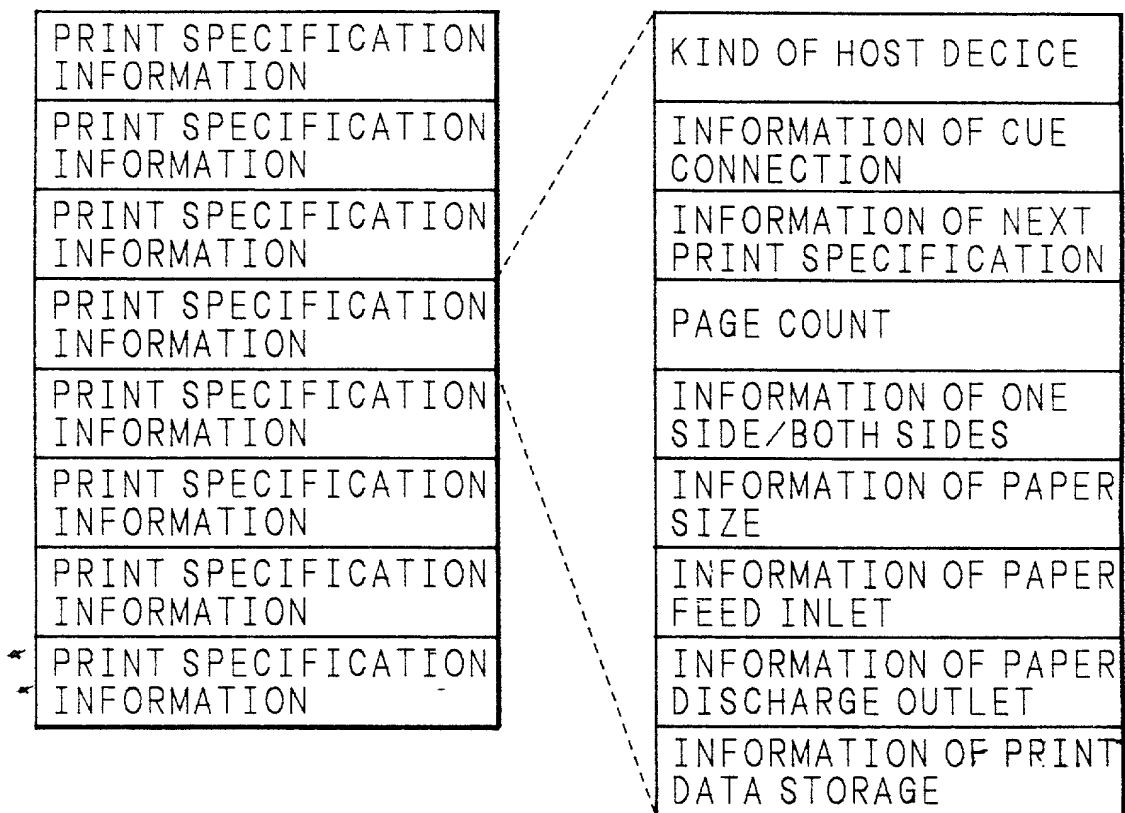 PRINT SPECIFICATION
INFORMATION
PRINT SPECIFICATION
INFORMATION
PRINT SPECIFICATION
INFORMATION
PRINT SPECIFICATION
INFORMATION
PRINT SPECIFICATION
INFORMATION
PRINT SPECIFICATION
INFORMATION
PRINT SPECIFICATION
INFORMATION
PRINT SPECIFICATION
INFORMATION
KIND OF HOST DECICE
INFORMATION OF CUE
CONNECTION
INFORMATION OF NEXT
PRINT SPECIFICATION
PAGE COUNT
INFORMATION OF ONE
SIDE/BOTH SIDES
INFORMATION OF PAPER
SIZE
INFORMATION OF PAPER
FEED INLET
INFORMATION OF PAPER
DISCHARGE OUTLET
INFORMATION OF PRINT
DATA STORAGE